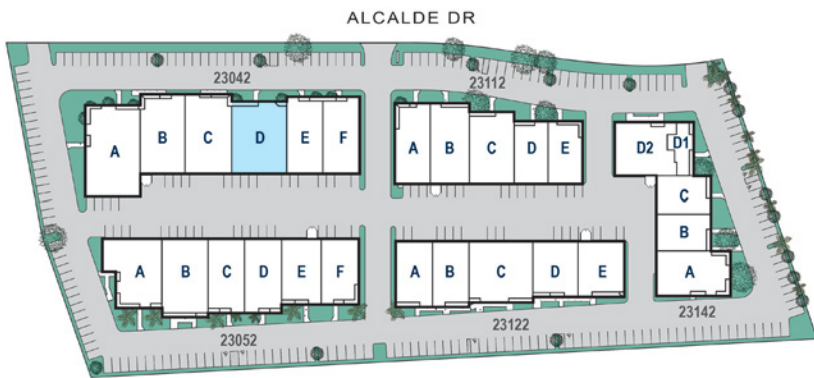 ALCALDE DR
23042
23112
A B C D E F
A B C D E
D2 D1
C
B
A
A B C D E F
A B C D E
23052
23122
23142